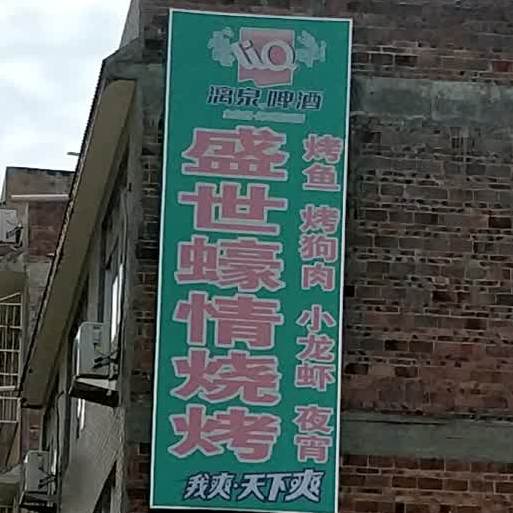 LiQ
漓泉 啤酒
盛世蠔情烧烤
烤鱼 烤狗肉 小龙虾 夜宵
我爽·天下爽